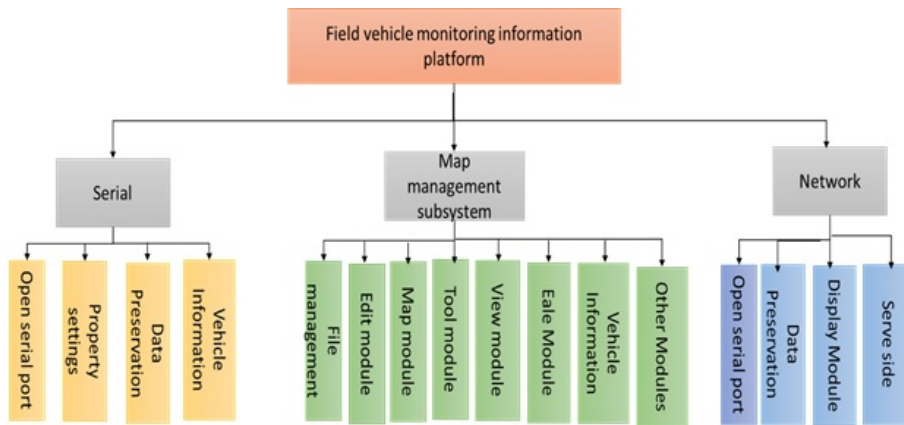 Field vehicle monitoring information
platform
Serial
Map
management
subsystem
Network
Open serial port
Property
settings
Data
Preservation
Vehicle
Information
File
management
Edit module
Map module
Tool module
View module
Eale Module
Vehicle
Information
Other Modules
Open serial port
Data
Preservation
Display Module
Serve side